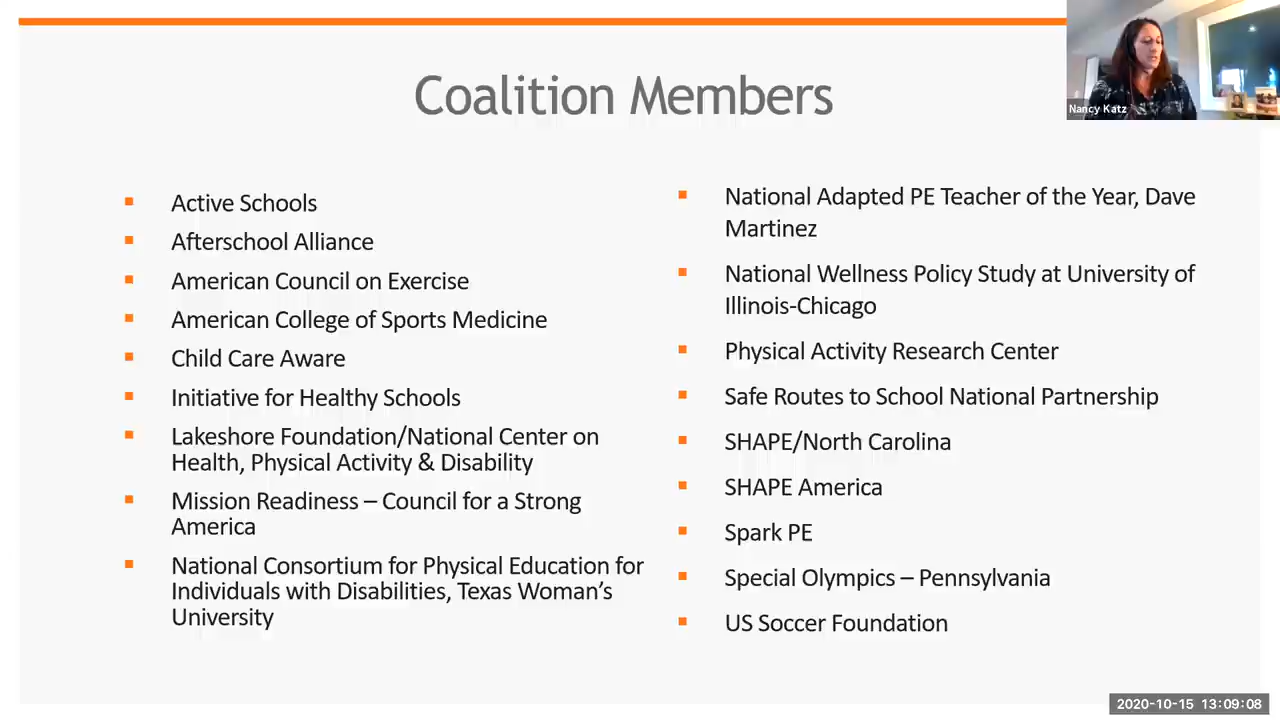 Coalition Members
Nancy Katz
Active Schools
Afterschool Alliance
American Council on Exercise
American College of Sports Medicine
Child Care Aware
Initiative for Healthy Schools
Lakeshore Foundation/National Center on
Health, Physical Activity & Disability
Mission Readiness – Council for a Strong
America
National Consortium for Physical Education for
Individuals with Disabilities, Texas Woman’s
University
National Adapted PE Teacher of the Year, Dave
Martinez
National Wellness Policy Study at University of
Illinois-Chicago
Physical Activity Research Center
Safe Routes to School National Partnership
SHAPE/North Carolina
SHAPE America
Spark PE
Special Olympics – Pennsylvania
US Soccer Foundation
2020-10-15 13:09:08